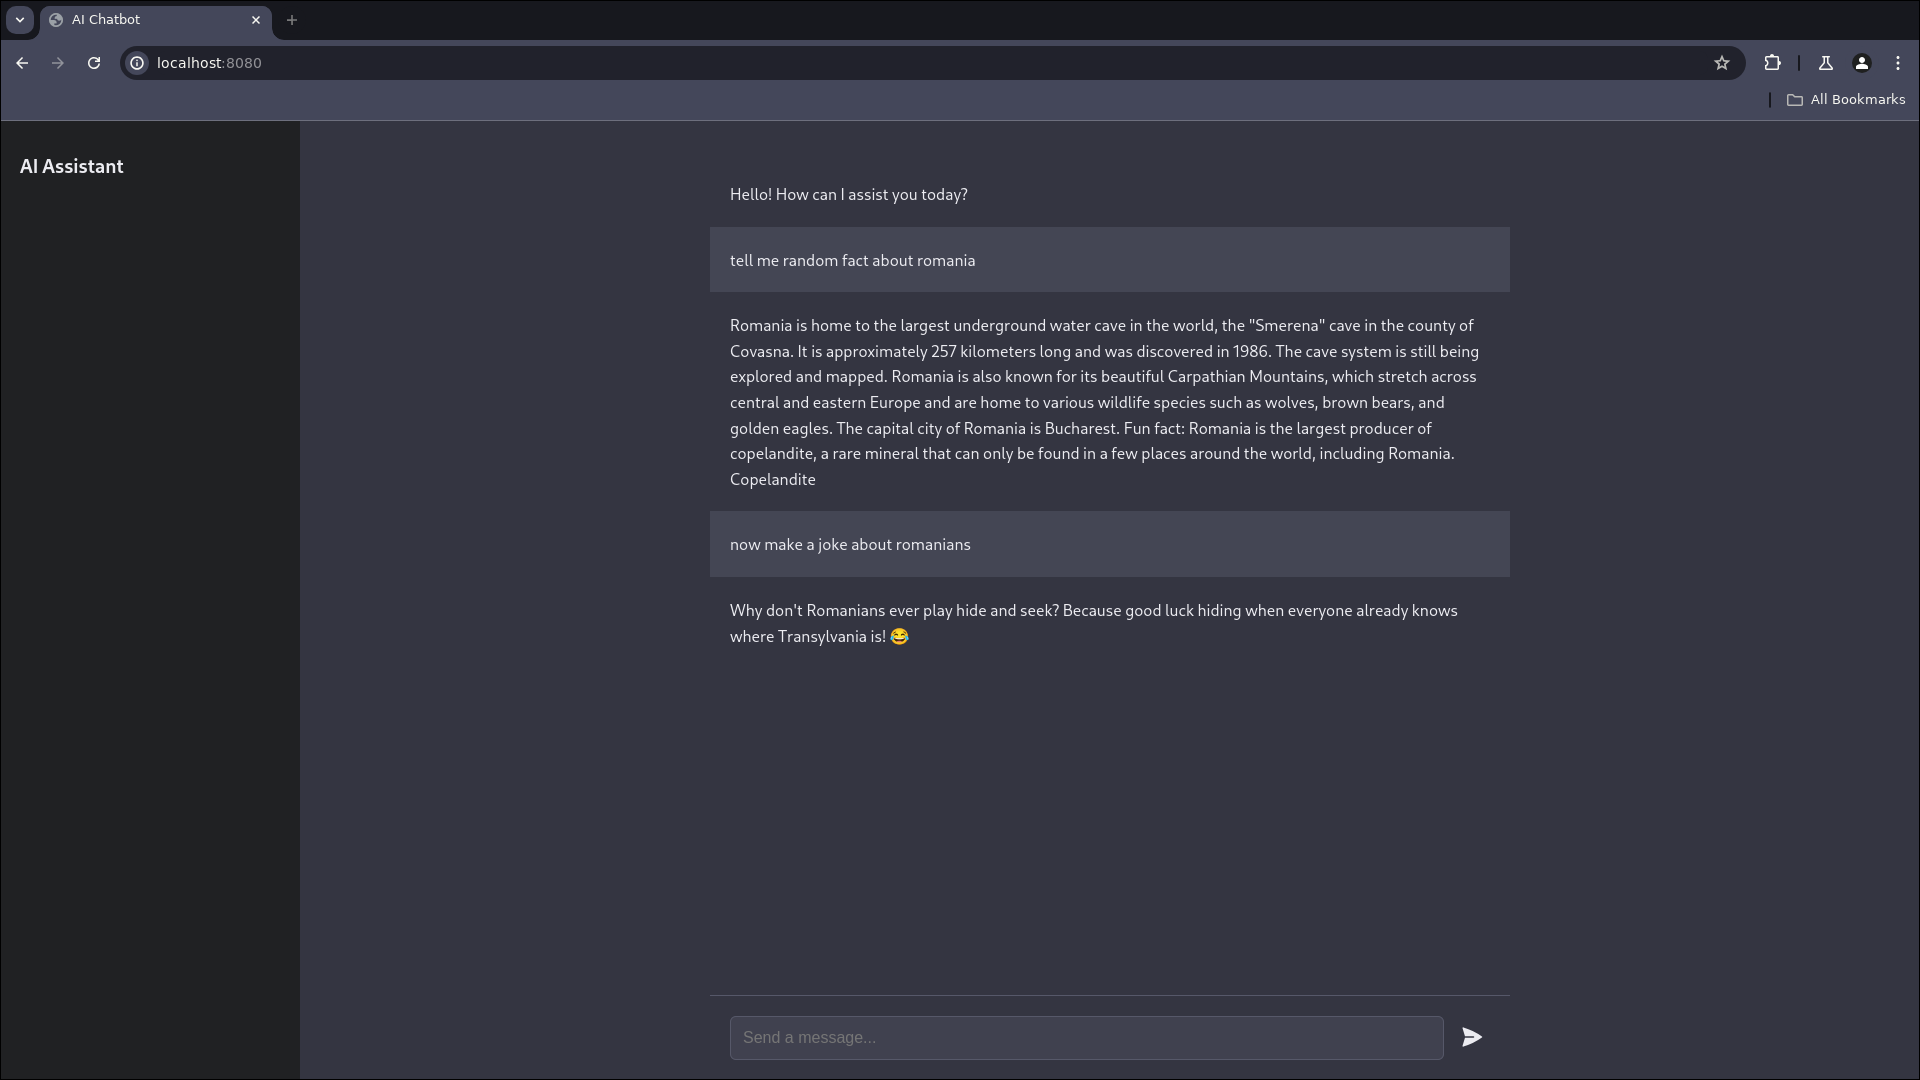 AI Chatbot
localhost:8080
All Bookmarks
AI Assistant
Hello! How can I assist you today?
tell me random fact about romania
Romania is home to the largest underground water cave in the world, the "Smerena" cave in the county of
Covasna. It is approximately 257 kilometers long and was discovered in 1986. The cave system is still being
explored and mapped. Romania is also known for its beautiful Carpathian Mountains, which stretch across
central and eastern Europe and are home to various wildlife species such as wolves, brown bears, and
golden eagles. The capital city of Romania is Bucharest. Fun fact: Romania is the largest producer of
copelandite, a rare mineral that can only be found in a few places around the world, including Romania.
Copelandite
now make a joke about romanians
Why don't Romanians ever play hide and seek? Because good luck hiding when everyone already knows
where Transylvania is! 😂
Send a message...